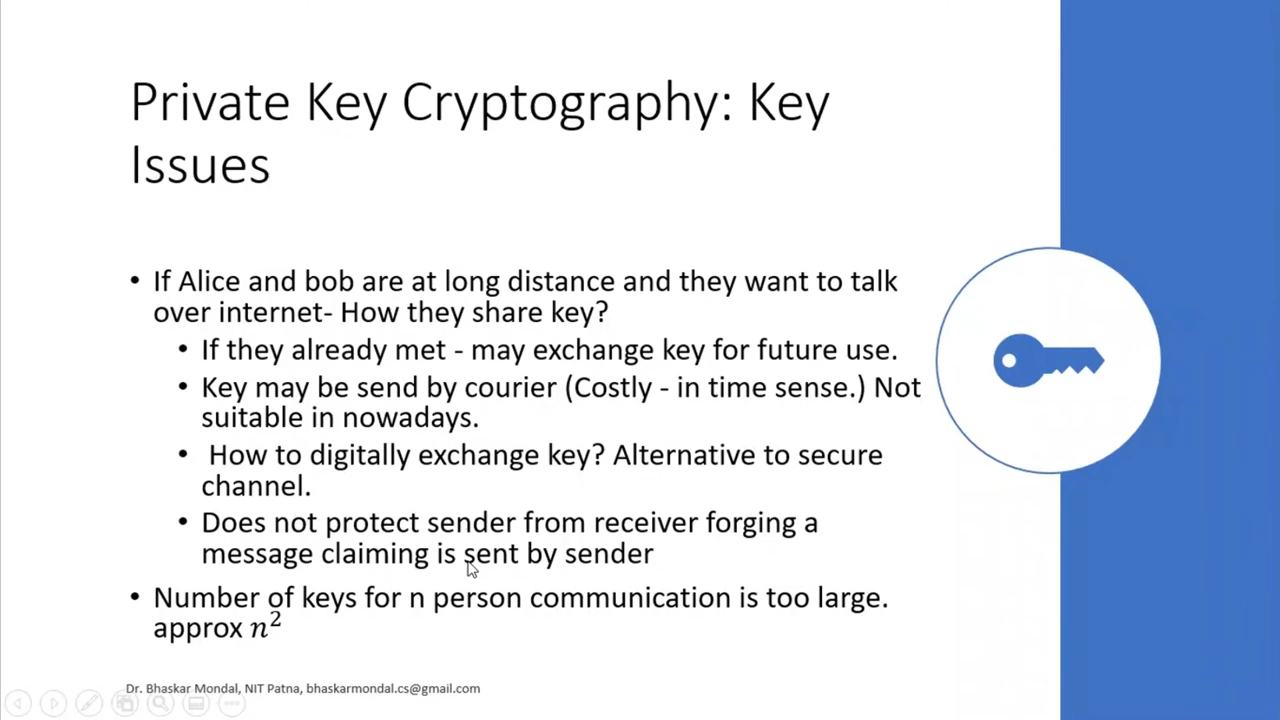 Private Key Cryptography: Key
Issues
• If Alice and bob are at long distance and they want to talk
over internet- How they share key?
• If they already met - may exchange key for future use.
• Key may be send by courier (Costly - in time sense.) Not
suitable in nowadays.
• How to digitally exchange key? Alternative to secure
channel.
• Does not protect sender from receiver forging a
message claiming is sent by sender
• Number of keys for n person communication is too large.
approx n²
Dr. Bhaskar Mondal, NIT Patna, bhaskarmondal.cs@gmail.com